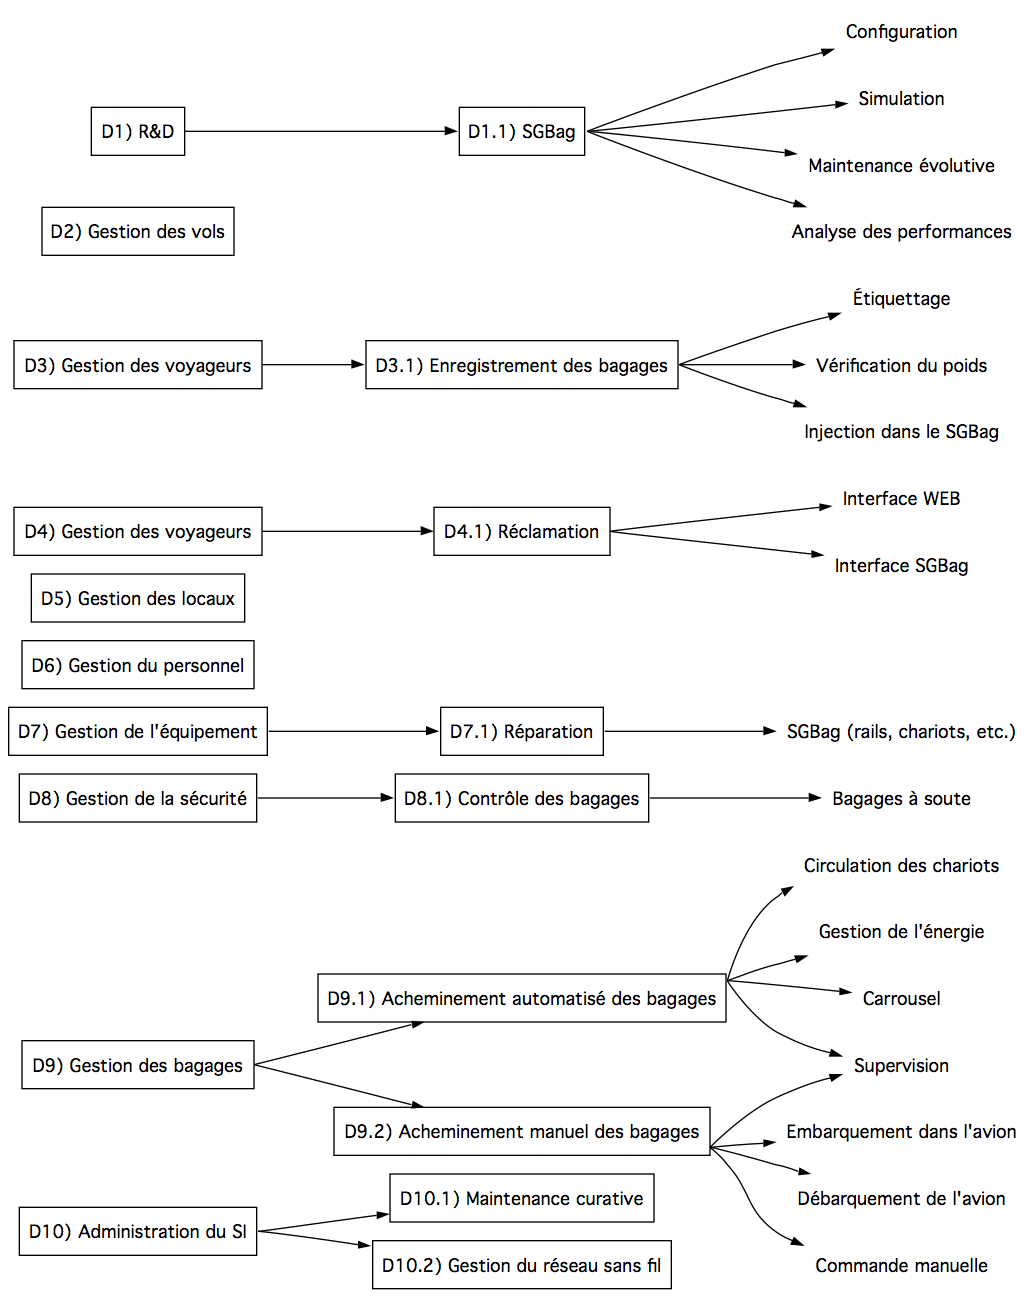 Configuration
Simulation
D1) R&D
D1.1) SGBag
Maintenance évolutive
D2) Gestion des vols
Analyse des performances
Étiquettage
D3) Gestion des voyageurs
D3.1) Enregistrement des bagages
Vérification du poids
Injection dans le SGBag
Interface WEB
D4) Gestion des voyageurs
D4.1) Réclamation
Interface SGBag
D5) Gestion des locaux
D6) Gestion du personnel
D7) Gestion de l'équipement
D7.1) Réparation
SGBag (rails, chariots, etc.)
D8) Gestion de la sécurité
D8.1) Contrôle des bagages
Bagages à soute
Circulation des chariots
Gestion de l'énergie
D9.1) Acheminement automatisé des bagages
Carrousel
D9) Gestion des bagages
Supervision
D9.2) Acheminement manuel des bagages
Embarquement dans l'avion
Débarquement de l'avion
D10.1) Maintenance curative
D10) Administration du SI
D10.2) Gestion du réseau sans fil
Commande manuelle